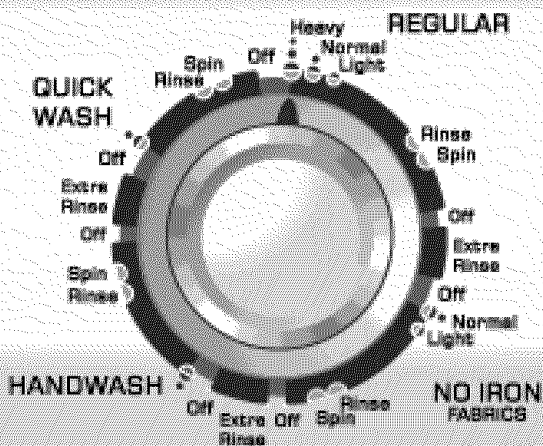 REGULAR
Heavy
Normal
Light
Rinse
Spin
Off
Extra
Rinse
Off
Normal
Light
NO IRON
FABRICS
Rinse
Spin
Off
Extra
Rinse
Off
HANDWASH
Rinse
Spin
Off
Extra
Rinse
Off
QUICK
WASH
Rinse
Spin
Off